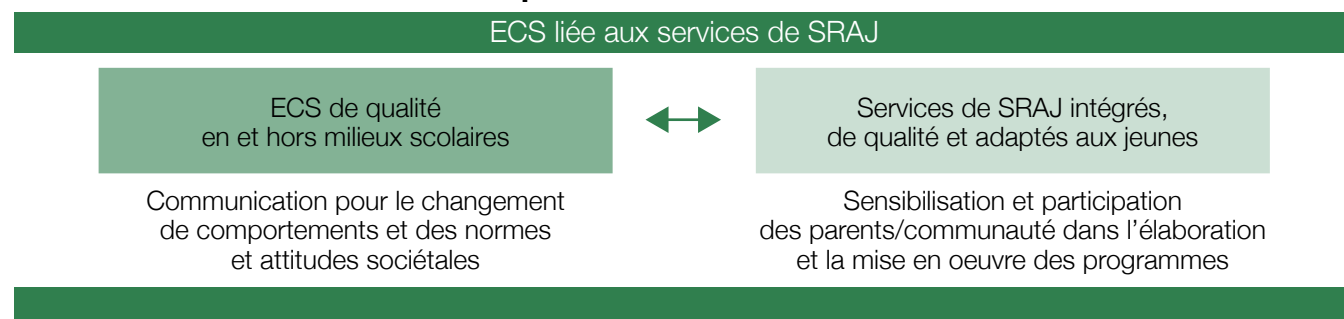 ECS liée aux services de SRAJ
ECS de qualité
en et hors milieux scolaires
Services de SRAJ intégrés,
de qualité et adaptés aux jeunes
Communication pour le changement
de comportements et des normes
et attitudes sociétales
Sensibilisation et participation
des parents/communauté dans l’élaboration
et la mise en oeuvre des programmes